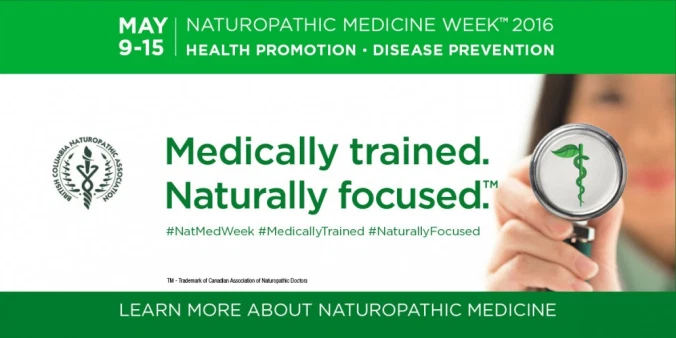 MAY
9-15
NATUROPATHIC MEDICINE WEEK™ 2016
HEALTH PROMOTION • DISEASE PREVENTION
BRITISH COLUMBIA NATUROPATHIC ASSOCIATION
Medically trained.
Naturally focused.™
#NatMedWeek #MedicallyTrained #NaturallyFocused
TM - Trademark of Canadian Association of Naturopathic Doctors
LEARN MORE ABOUT NATUROPATHIC MEDICINE